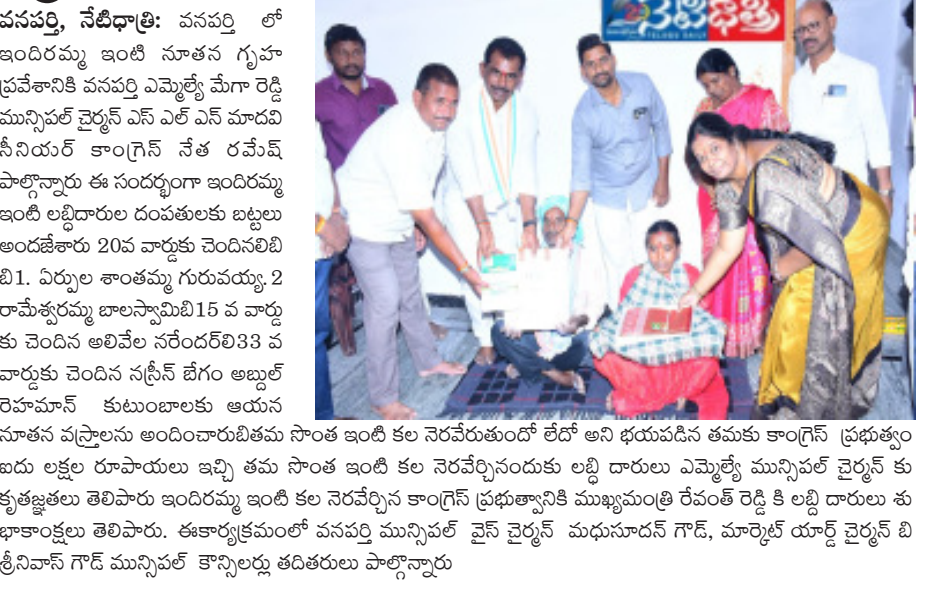 వనపర్తి, నేటిధాత్రి: వనపర్తి లో
ఇందిరమ్మ ఇంటి నూతన గృహ
ప్రవేశానికి వనపర్తి ఎమ్మెల్యే మేగా రెడ్డి
మున్సిపల్ చైర్మన్ ఎస్ ఎల్ ఎన్ మాదవి
సీనియర్ కాంగ్రెస్ నేత రమేష్
పాల్గొన్నారు ఈ సందర్భంగా ఇందిరమ్మ
ఇంటి లబ్ధిదారుల దంపతులకు బట్టలు
అందజేశారు 20వ వార్డుకు చెందినలిబి
బి1. ఏర్పుల శాంతమ్మ గురువయ్య. 2
రామేశ్వరమ్మ బాలస్వామిబి15 వ వార్డు
కు చెందిన అలివేల నరేందర్లి33 వ
వార్డుకు చెందిన నస్రీన్ బేగం అబ్దుల్
రెహమాన్ కుటుంబాలకు ఆయన
నూతన వస్త్రాలను అందించారుబితమ సొంత ఇంటి కల నెరవేరుతుందో లేదో అని భయపడిన తమకు కాంగ్రెస్ ప్రభుత్వం
ఐదు లక్షల రూపాయలు ఇచ్చి తమ సొంత ఇంటి కల నెరవేర్చినందుకు లబ్ధి దారులు ఎమ్మెల్యే మున్సిపల్ చైర్మన్ కు
కృతజ్ఞతలు తెలిపారు ఇందిరమ్మ ఇంటి కల నెరవేర్చిన కాంగ్రెస్ ప్రభుత్వానికి ముఖ్యమంత్రి రేవంత్ రెడ్డి కి లబ్ది దారులు శు
భాకాంక్షలు తెలిపారు. ఈకార్యక్రమంలో వనపర్తి మున్సిపల్ వైస్ చైర్మన్ మధుసూదన్ గౌడ్, మార్కెట్ యార్డ్ చైర్మన్ బి
శ్రీనివాస్ గౌడ్ మున్సిపల్ కౌన్సిలర్లు తదితరులు పాల్గొన్నారు
నేటిధాత్రి
TELUGU DAILY